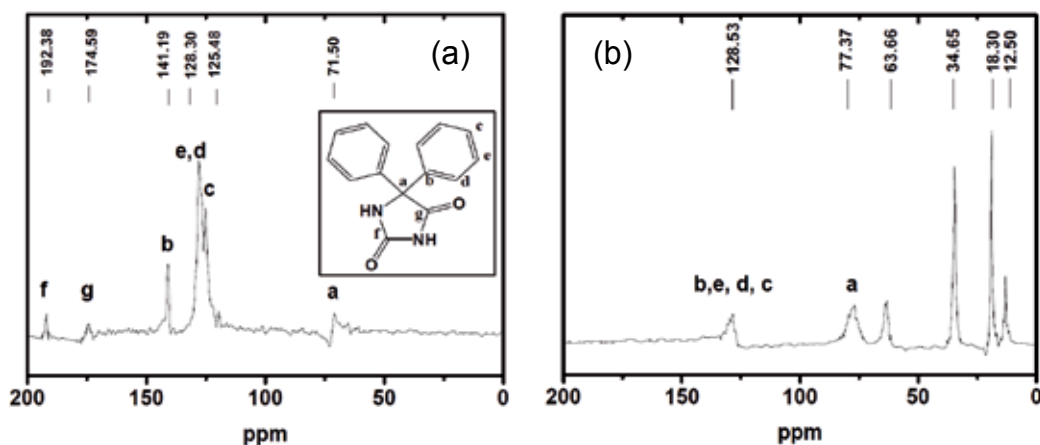 192.38
174.59
141.19
128.30
125.48
71.50
(a)
e,d
c
b
f
g
a
c
e
a
b
d
HN
g
O
f
NH
O
200 150 100 50 0
ppm
128.53
77.37
63.66
34.65
18.30
12.50
(b)
b,e, d, c
a
200 150 100 50 0
ppm